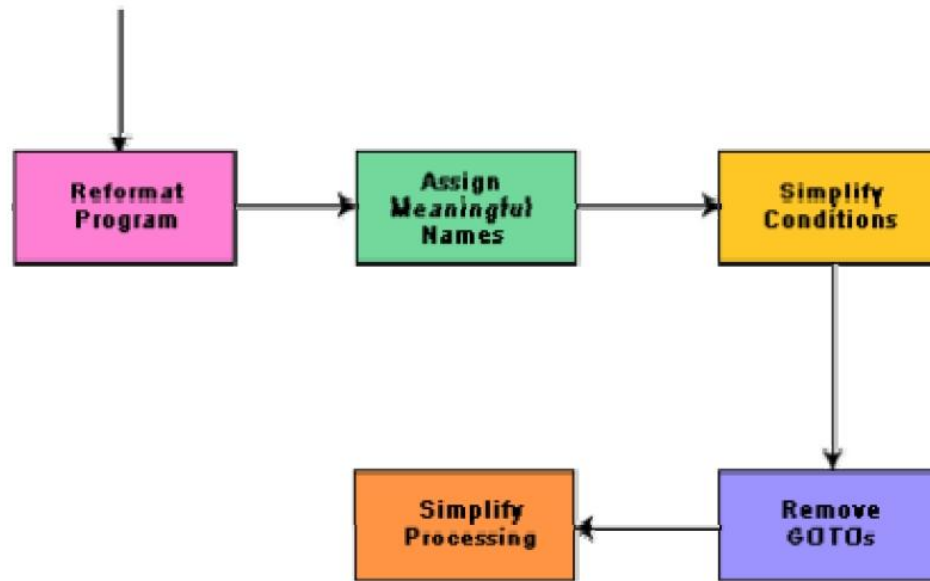 Reformat
Program
Assign
Meaningful
Names
Simplify
Conditions
Simplify
Processing
Remove
GOTOs